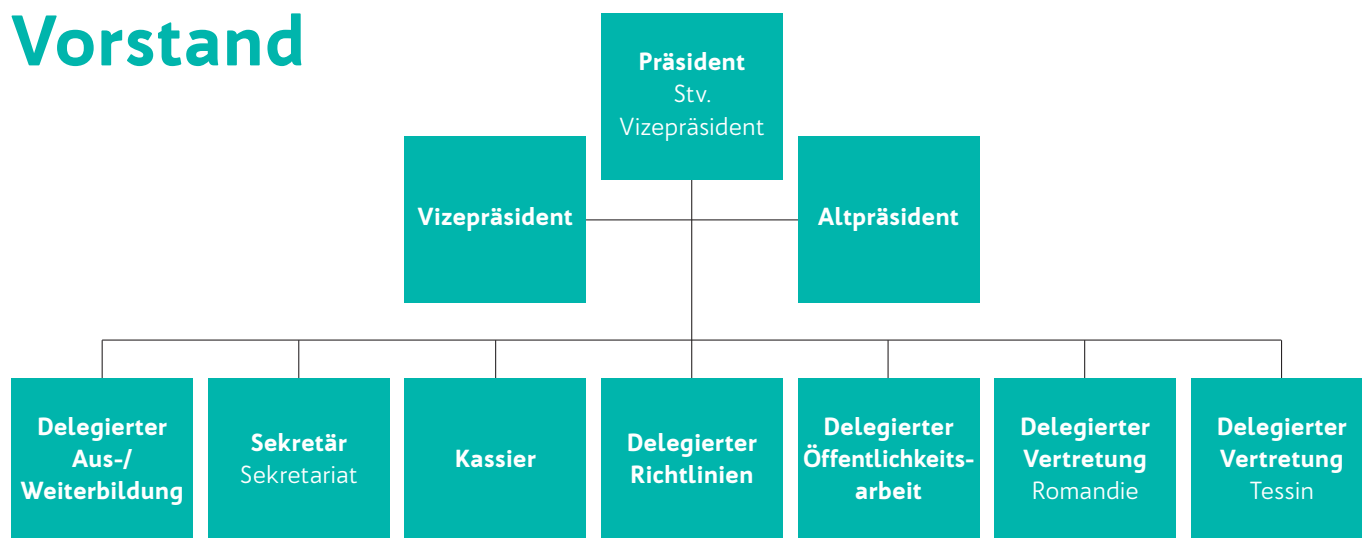 Vorstand
Präsident
Stv.
Vizepräsident
Vizepräsident
Altpräsident
Delegierter
Aus-/
Weiterbildung
Sekretär
Sekretariat
Kassier
Delegierter
Richtlinien
Delegierter
Öffentlichkeits-
arbeit
Delegierter
Vertretung
Romandie
Delegierter
Vertretung
Tessin